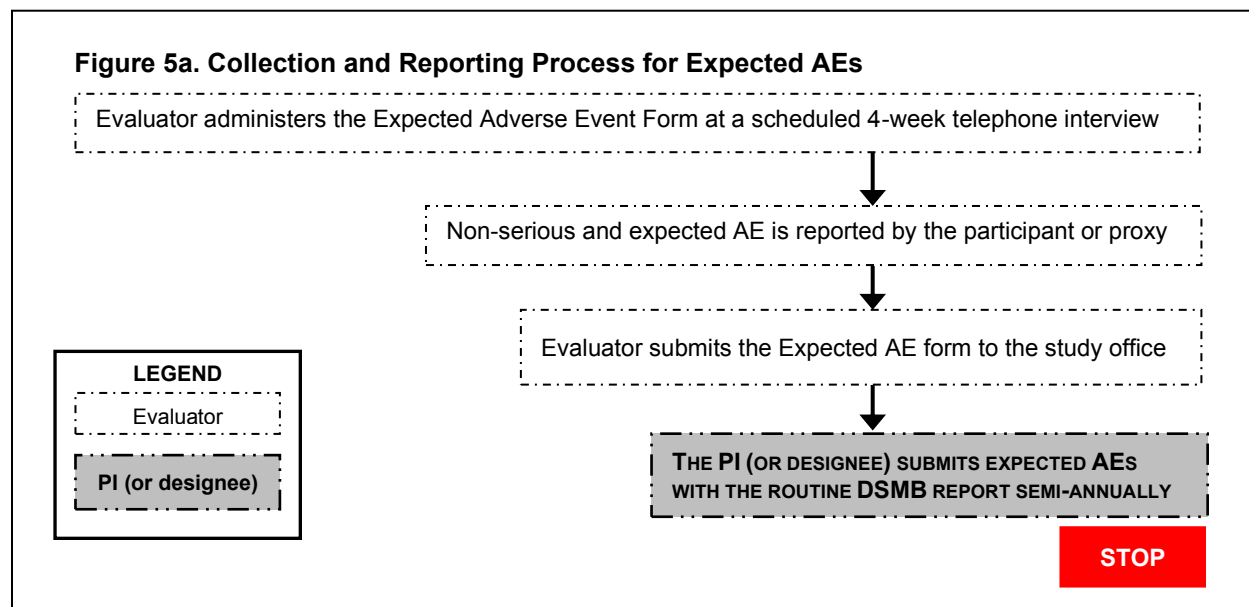 Figure 5a. Collection and Reporting Process for Expected AEs
Evaluator administers the Expected Adverse Event Form at a scheduled 4-week telephone interview
Non-serious and expected AE is reported by the participant or proxy
Evaluator submits the Expected AE form to the study office
LEGEND
Evaluator
PI (or designee)
THE PI (OR DESIGNEE) SUBMITS EXPECTED AES
WITH THE ROUTINE DSMB REPORT SEMI-ANNUALLY
STOP